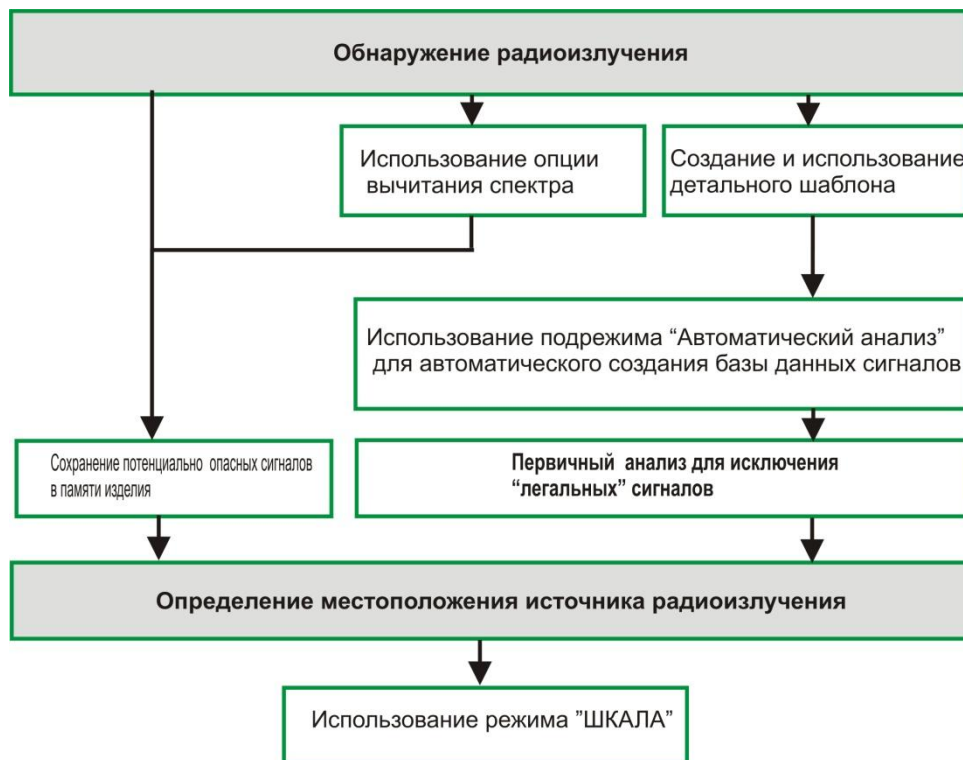 Обнаружение радиоизлучения
Использование опции
вычитания спектра
Создание и использование
детального шаблона
Использование подрежима “Автоматический анализ”
для автоматического создания базы данных сигналов
Сохранение потенциально опасных сигналов
в памяти изделия
Первичный анализ для исключения
“легальных” сигналов
Определение местоположения источника радиоизлучения
Использование режима ”ШКАЛА”